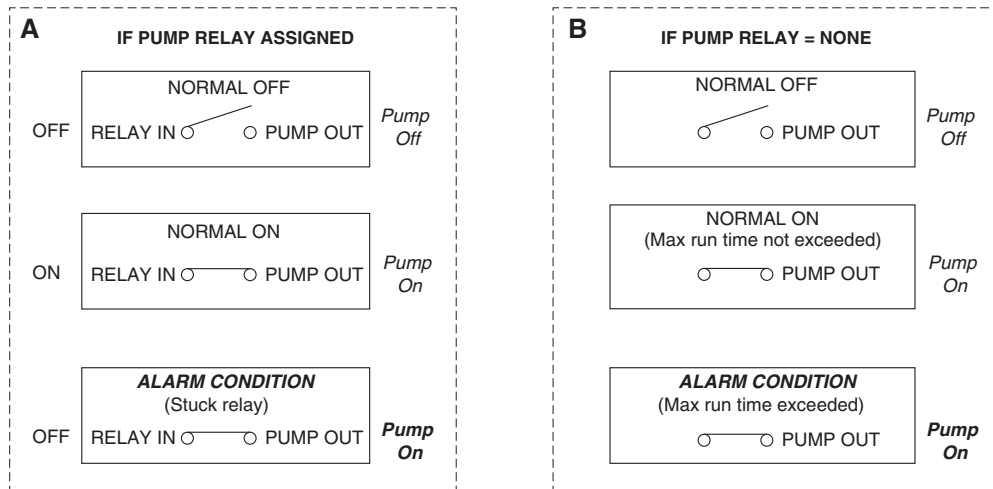 A
IF PUMP RELAY ASSIGNED
NORMAL OFF
OFF
RELAY IN
PUMP OUT
Pump
Off
NORMAL ON
ON
RELAY IN
PUMP OUT
Pump
On
ALARM CONDITION
(Stuck relay)
OFF
RELAY IN
PUMP OUT
Pump
On
B
IF PUMP RELAY = NONE
NORMAL OFF
PUMP OUT
Pump
Off
NORMAL ON
(Max run time not exceeded)
PUMP OUT
Pump
On
ALARM CONDITION
(Max run time exceeded)
PUMP OUT
Pump
On